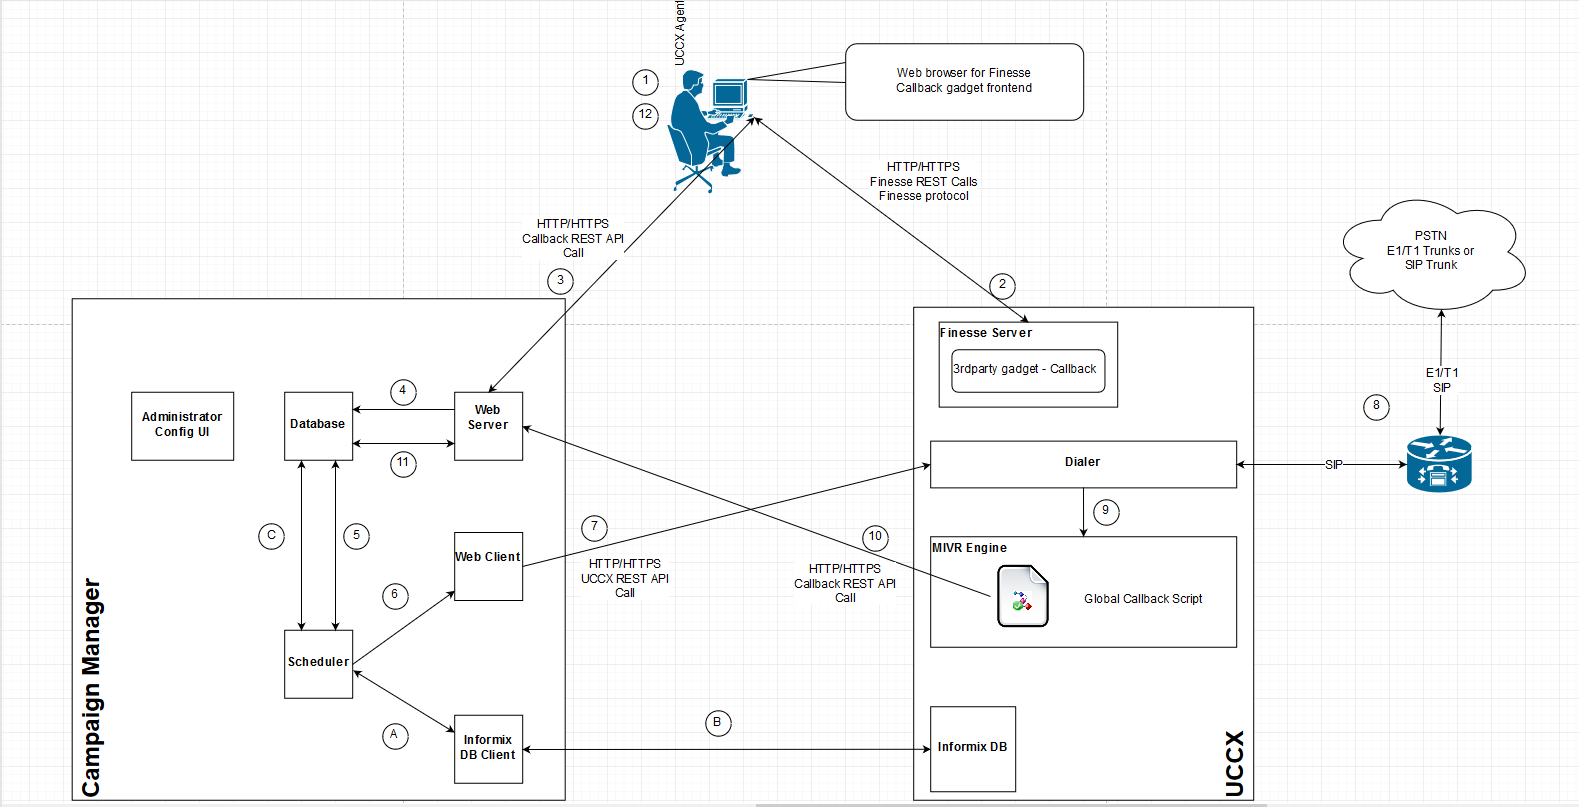 UCCX Agent
1
12
Web browser for Finesse
Callback gadget frontend
HTTP/HTTPS
Finesse REST Calls
Finesse protocol
HTTP/HTTPS
Callback REST API
Call
3
2
PSTN
E1/T1 Trunks or
SIP Trunk
E1/T1
SIP
8
SIP
Campaign Manager
Administrator
Config UI
Database
4
11
Web
Server
C
5
6
Web Client
7
HTTP/HTTPS
UCCX REST API
Call
Scheduler
A
Informix
DB Client
B
10
HTTP/HTTPS
Callback REST API
Call
UCCX
Finesse Server
3rdparty gadget - Callback
Dialer
9
MIVR Engine
Global Callback Script
Informix DB